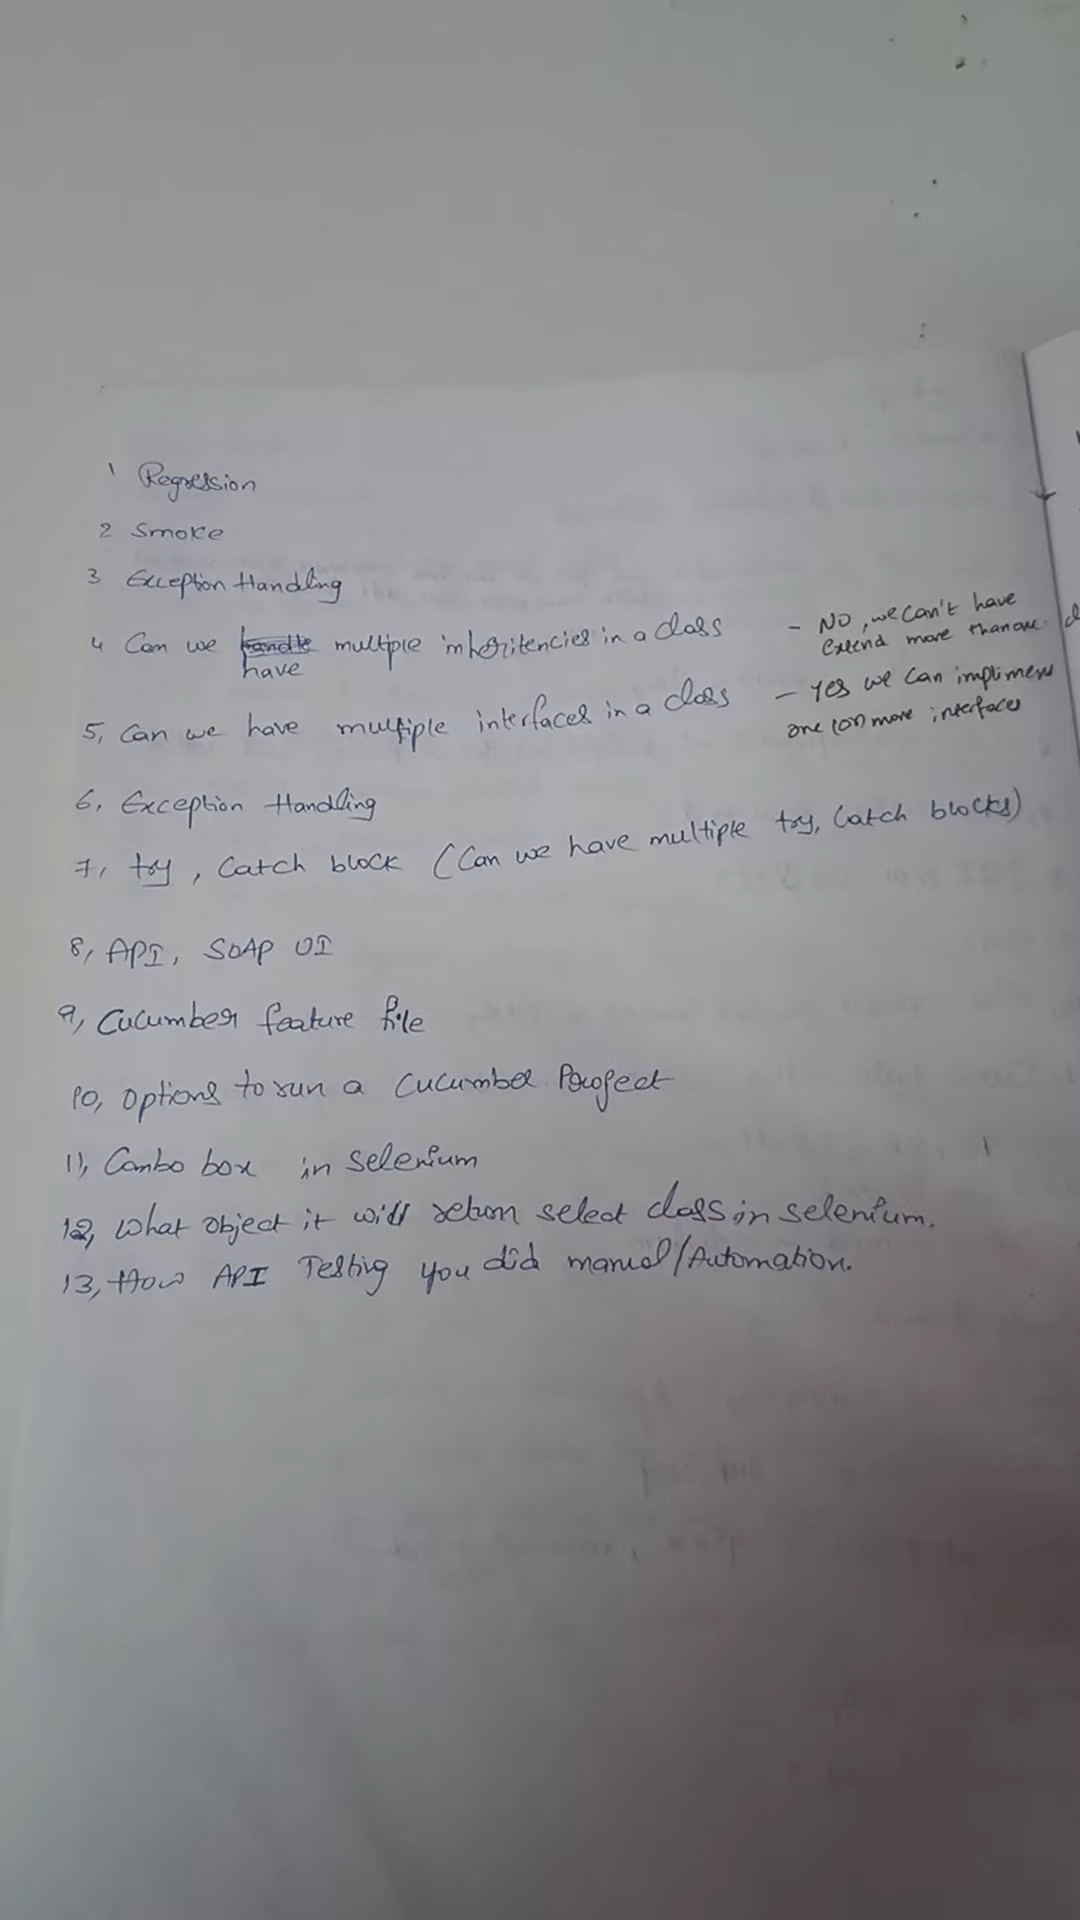 1 Regression
2 Smoke
3 Exception Handling
4 Can we have multiple inheritencies in a class - No, we can't have
extend more than one
5, Can we have multiple interfaces in a class - Yes we can implimens
one (or) more interfaces
6, Exception Handling
7, try, Catch block (Can we have multiple try, Catch blocks)
8, API, SOAP UI
9, Cucumber feature file
10, Options to run a Cucumber Project
11, Combo box in selenium
12, What object it will return select class in selenium.
13, How API Testing you did manual/Automation.